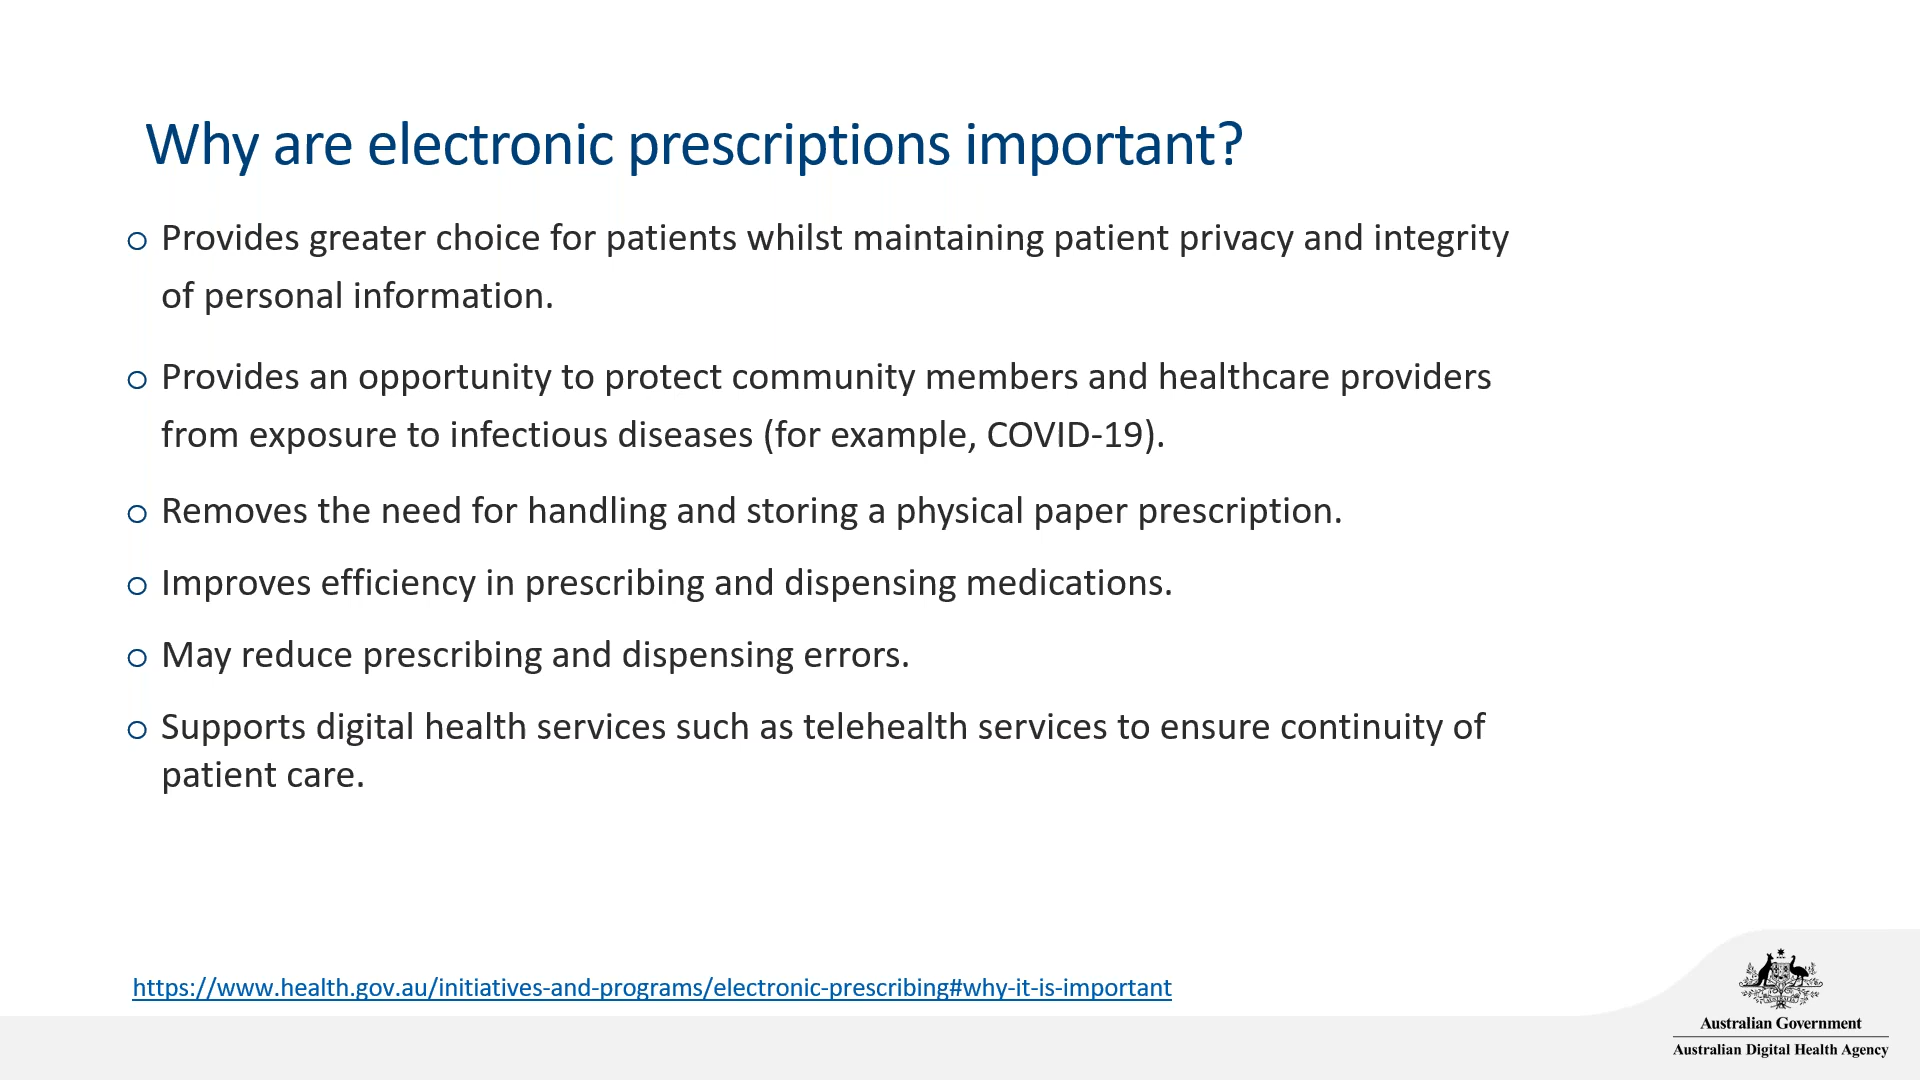 Why are electronic prescriptions important?
o Provides greater choice for patients whilst maintaining patient privacy and integrity
of personal information.
o Provides an opportunity to protect community members and healthcare providers
from exposure to infectious diseases (for example, COVID-19).
o Removes the need for handling and storing a physical paper prescription.
o Improves efficiency in prescribing and dispensing medications.
o May reduce prescribing and dispensing errors.
o Supports digital health services such as telehealth services to ensure continuity of
patient care.
https://www.health.gov.au/initiatives-and-programs/electronic-prescribing#why-it-is-important
Australian Government
Australian Digital Health Agency